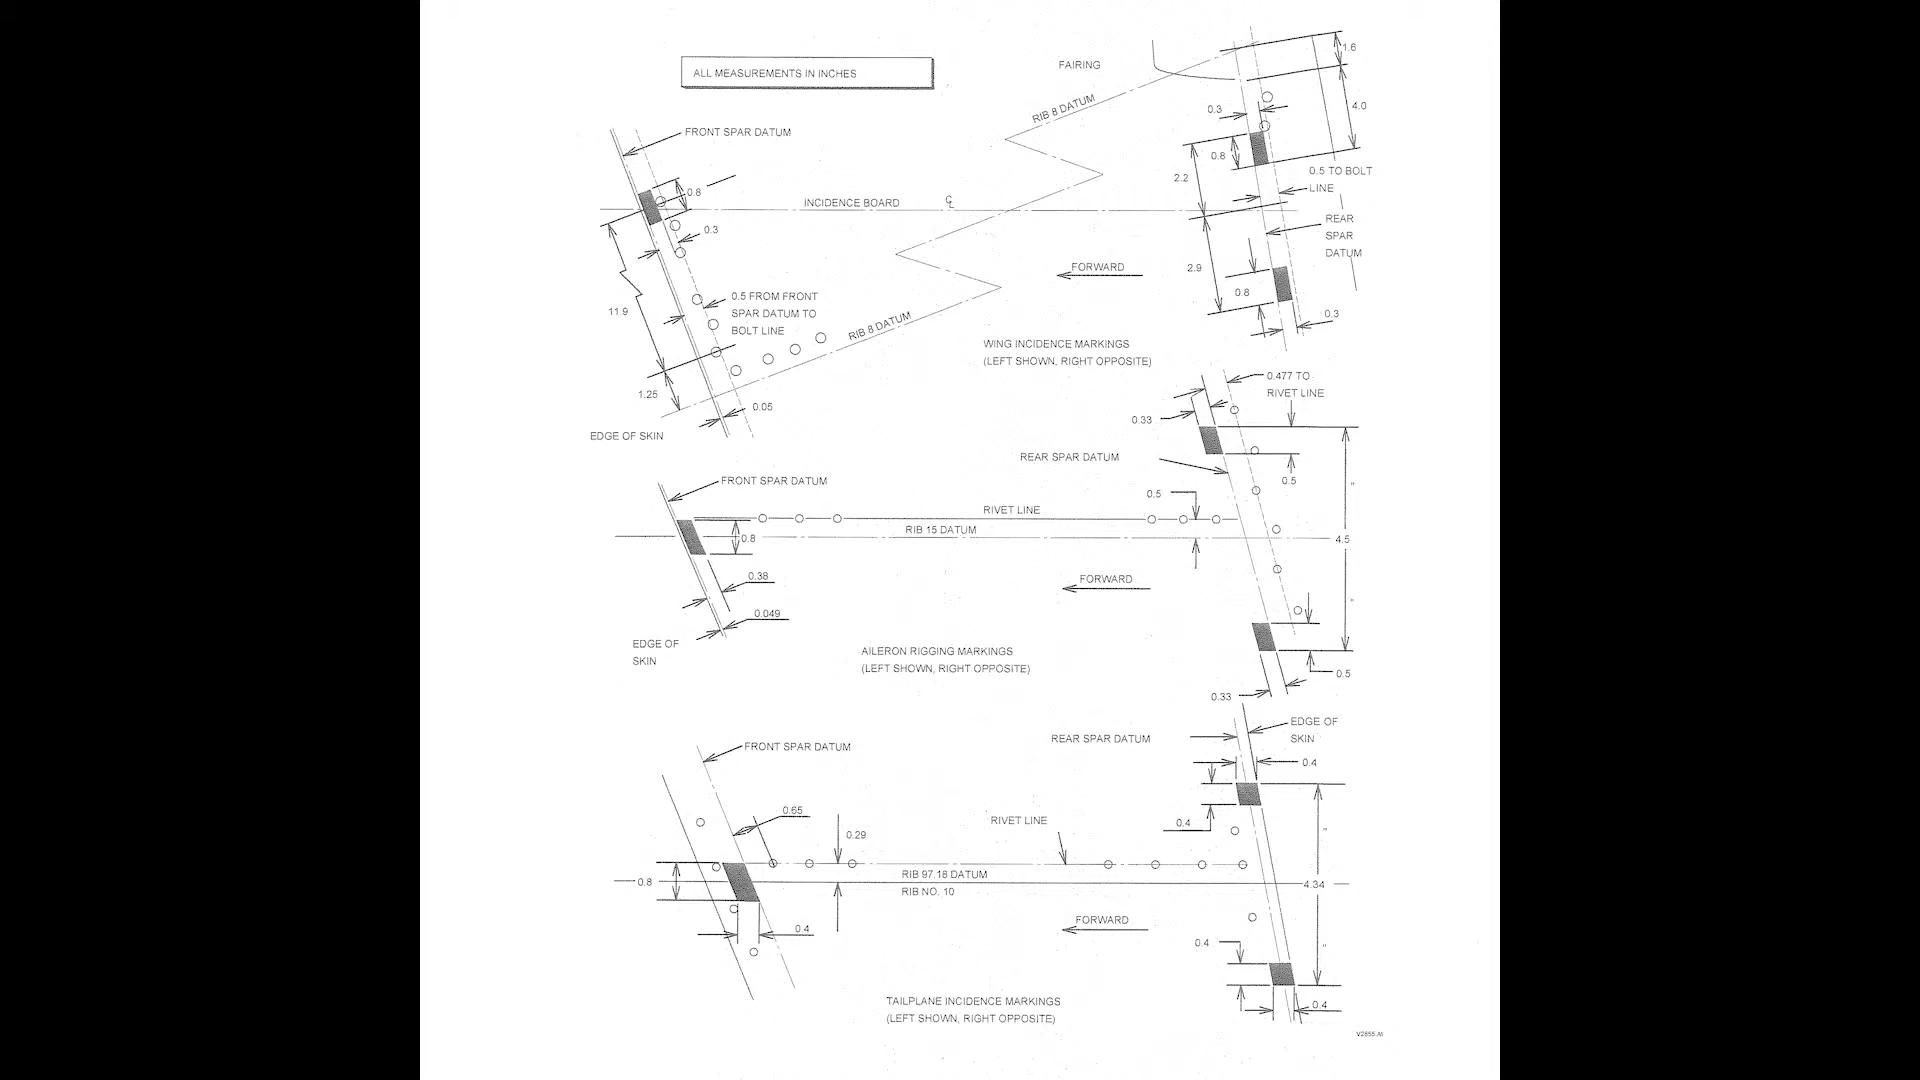 ALL MEASUREMENTS IN INCHES
FAIRING
1.6
4.0
RIB 8 DATUM
0.3
FRONT SPAR DATUM
0.8
2.2
0.5 TO BOLT
LINE
0.8
INCIDENCE BOARD
℄
REAR
SPAR
DATUM
0.3
FORWARD
2.9
0.8
0.3
11.9
0.5 FROM FRONT
SPAR DATUM TO
BOLT LINE
RIB 8 DATUM
WING INCIDENCE MARKINGS
(LEFT SHOWN, RIGHT OPPOSITE)
1.25
0.05
EDGE OF SKIN
0.477 TO
RIVET LINE
0.33
REAR SPAR DATUM
0.5
FRONT SPAR DATUM
0.5
RIVET LINE
RIB 15 DATUM
0.8
4.5
0.38
FORWARD
0.049
EDGE OF
SKIN
AILERON RIGGING MARKINGS
(LEFT SHOWN, RIGHT OPPOSITE)
0.5
0.33
EDGE OF
SKIN
REAR SPAR DATUM
FRONT SPAR DATUM
0.4
0.65
0.29
RIVET LINE
0.4
RIB 97.18 DATUM
RIB NO. 10
0.8
4.34
0.4
FORWARD
0.4
TAILPLANE INCIDENCE MARKINGS
(LEFT SHOWN, RIGHT OPPOSITE)
0.4
V2855.AI